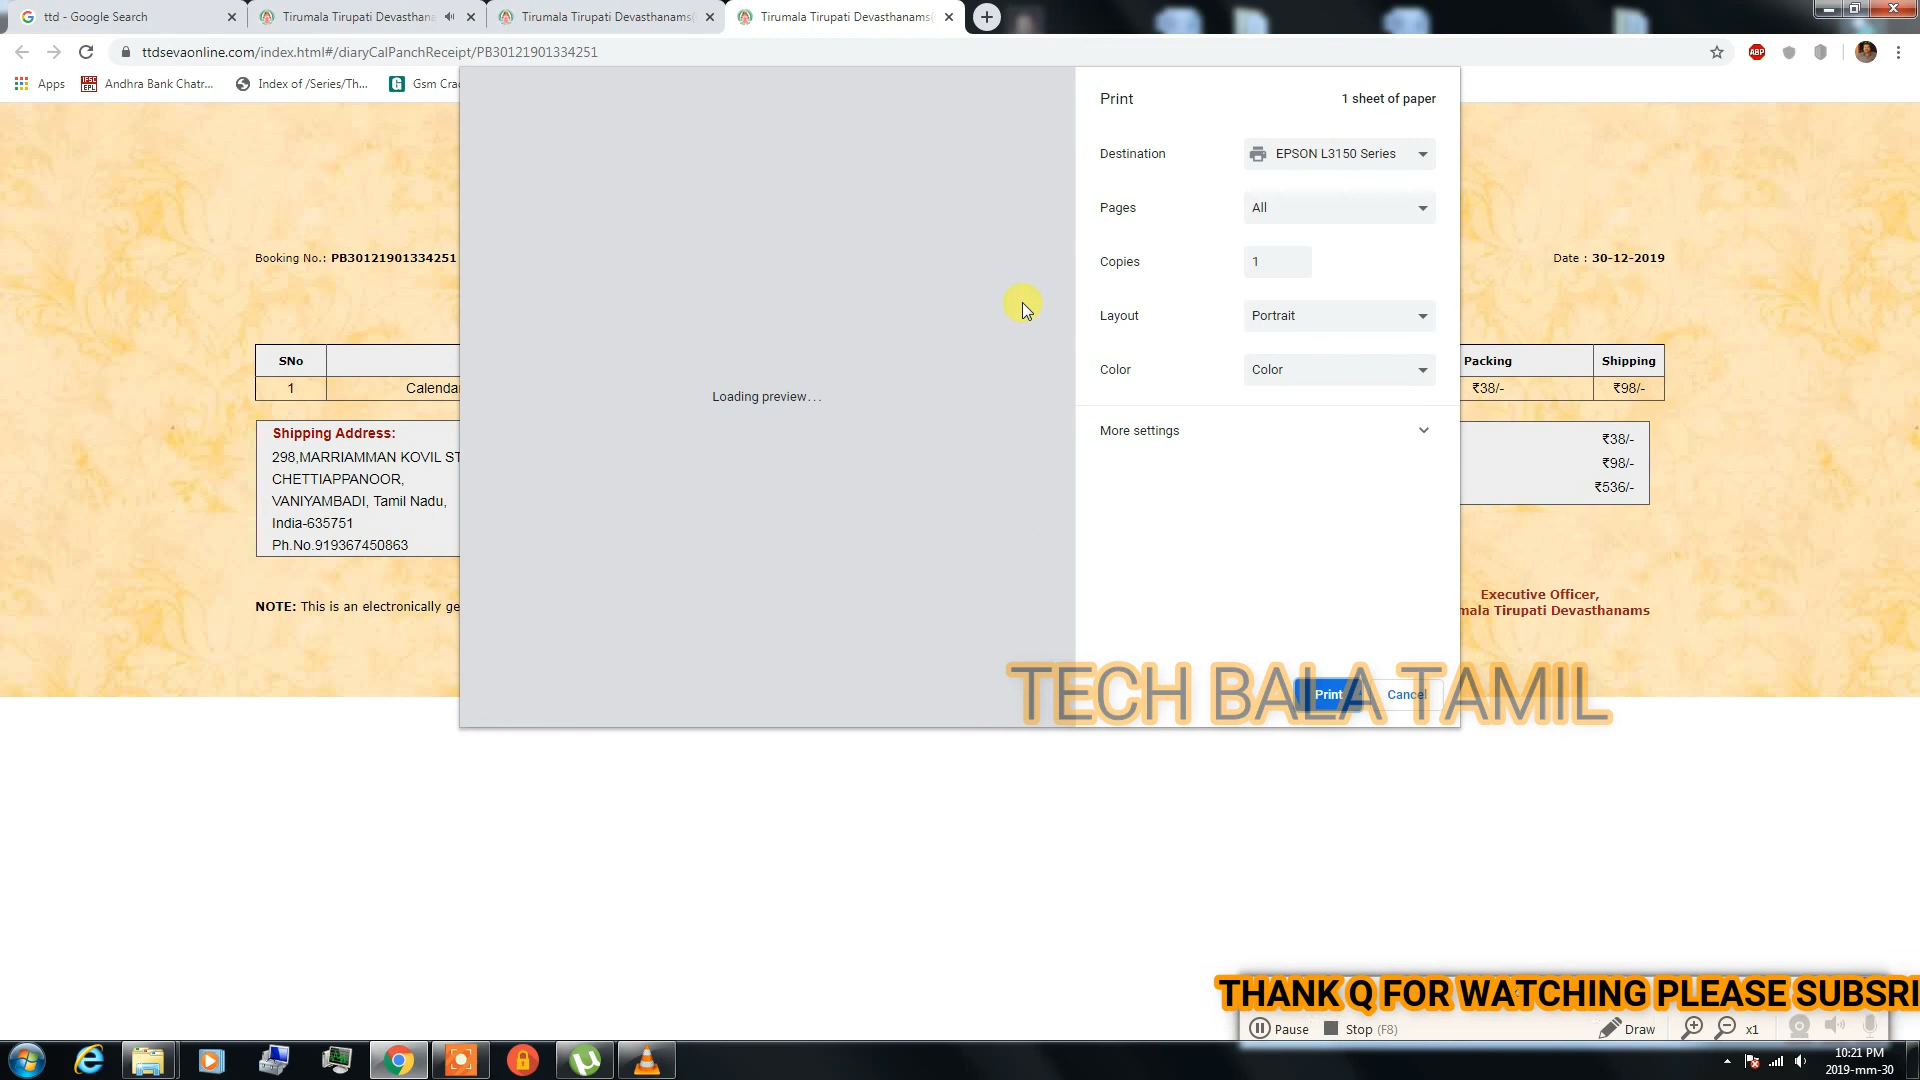 ttd - Google Search
Tirumala Tirupati Devasthana
Tirumala Tirupati Devasthanams(
Tirumala Tirupati Devasthanams(
ttdsevaonline.com/index.html#/diaryCalPanchReceipt/PB30121901334251
ABP
Apps
IFSC EPL
Andhra Bank Chatr...
Index of /Series/Th...
G
Gsm Cra
Print
1 sheet of paper
Destination
EPSON L3150 Series
Pages
All
Copies
1
Layout
Portrait
Color
Color
More settings
Loading preview...
Print
Cancel
Booking No.: PB30121901334251
Date : 30-12-2019
SNo
Packing
Shipping
1
Calenda
₹38/-
₹98/-
Shipping Address:
298,MARRIAMMAN KOVIL ST
CHETTIAPPANOOR,
VANIYAMBADI, Tamil Nadu,
India-635751
Ph.No.919367450863
₹38/-
₹98/-
₹536/-
NOTE: This is an electronically ge
Executive Officer,
mala Tirupati Devasthanams
TECH BALA TAMIL
THANK Q FOR WATCHING PLEASE SUBSRI
Pause
Stop (F8)
Draw
x1
10:21 PM
2019-mm-30